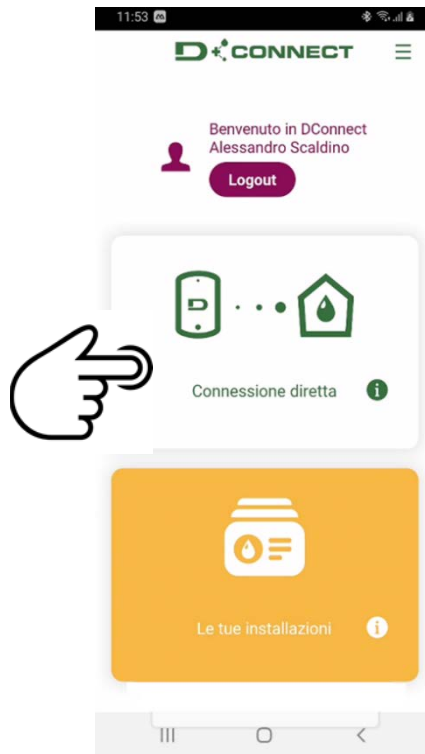 11:53
D+CONNECT
Benvenuto in DConnect
Alessandro Scaldino
Logout
D
Connessione diretta
i
Le tue installazioni
i